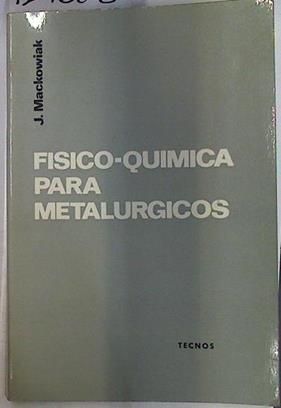 J. Mackowiak
FISICO-QUIMICA
PARA
METALURGICOS
TECNOS